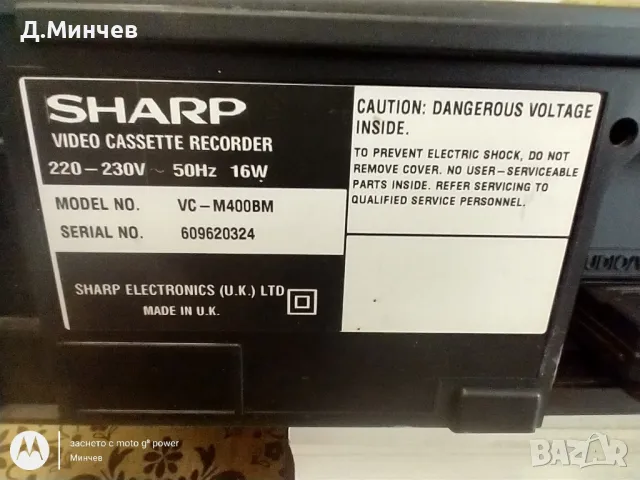 Д.Минчев
SHARP
VIDEO CASSETTE RECORDER
220-230V ~ 50Hz 16W
MODEL NO. VC-M400BM
SERIAL NO. 609620324
SHARP ELECTRONICS (U.K.) LTD
MADE IN U.K.
CAUTION: DANGEROUS VOLTAGE
INSIDE.
TO PREVENT ELECTRIC SHOCK, DO NOT
REMOVE COVER. NO USER-SERVICEABLE
PARTS INSIDE. REFER SERVICING TO
QUALIFIED SERVICE PERSONNEL.
заснето с moto g⁸ power
Минчев
BAZAR